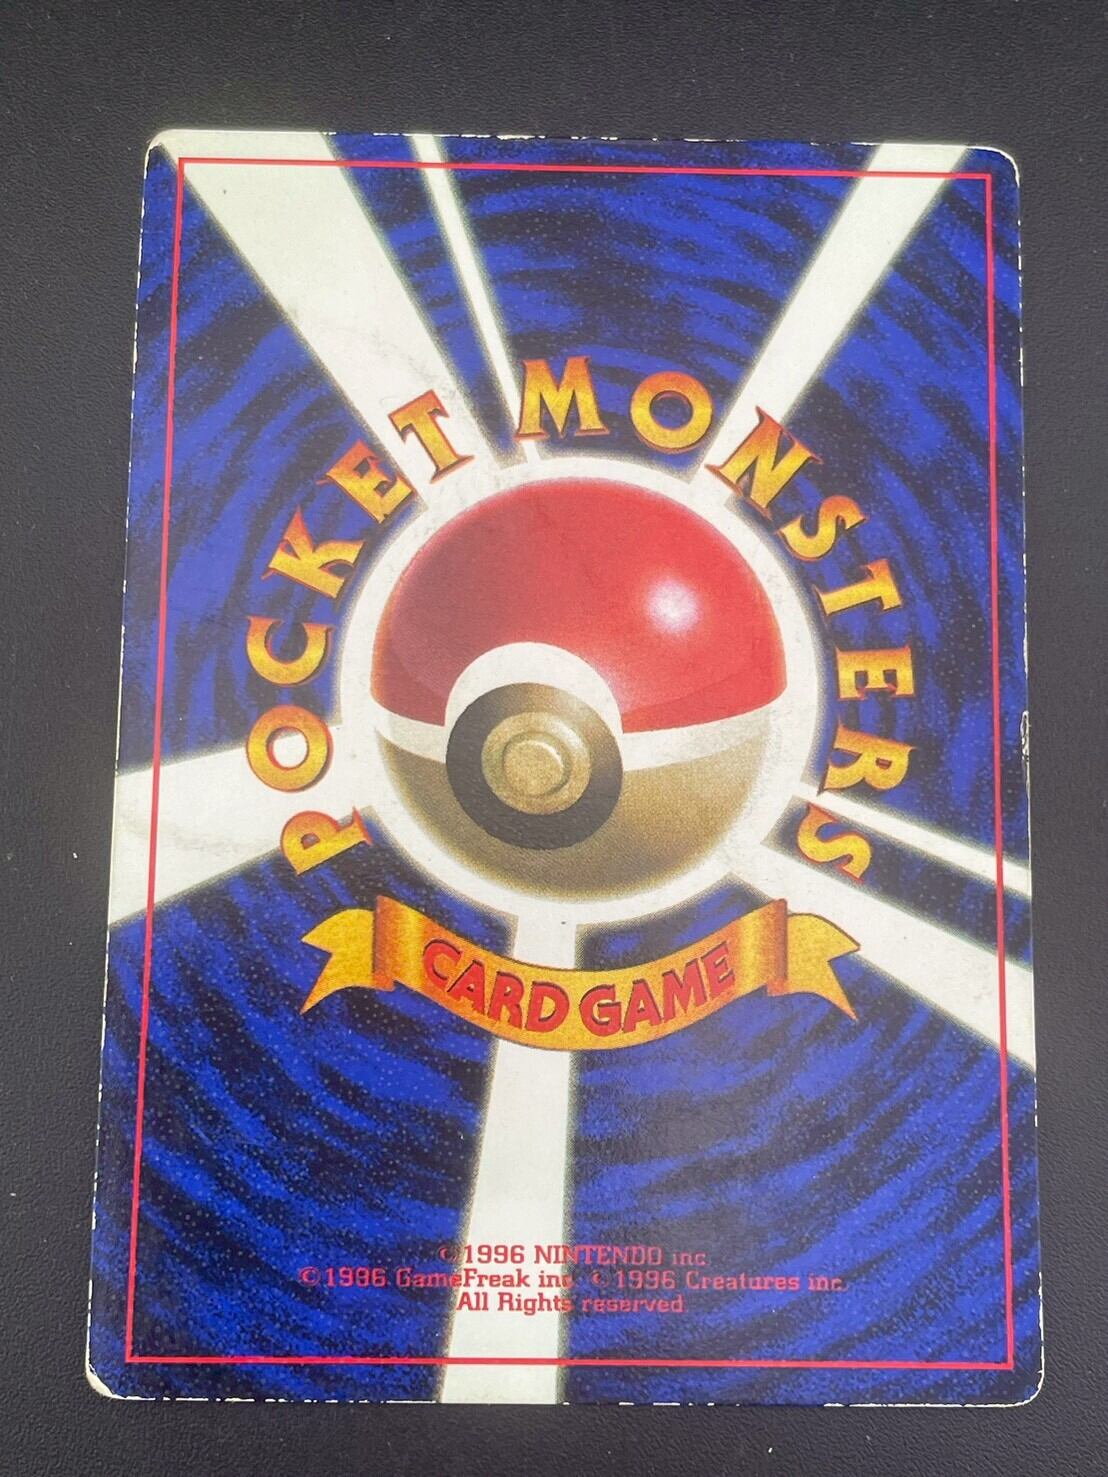 POCKET MONSTERS
CARD GAME
©1996 NINTENDO inc
©1996 GameFreak inc ©1996 Creatures inc.
All Rights reserved